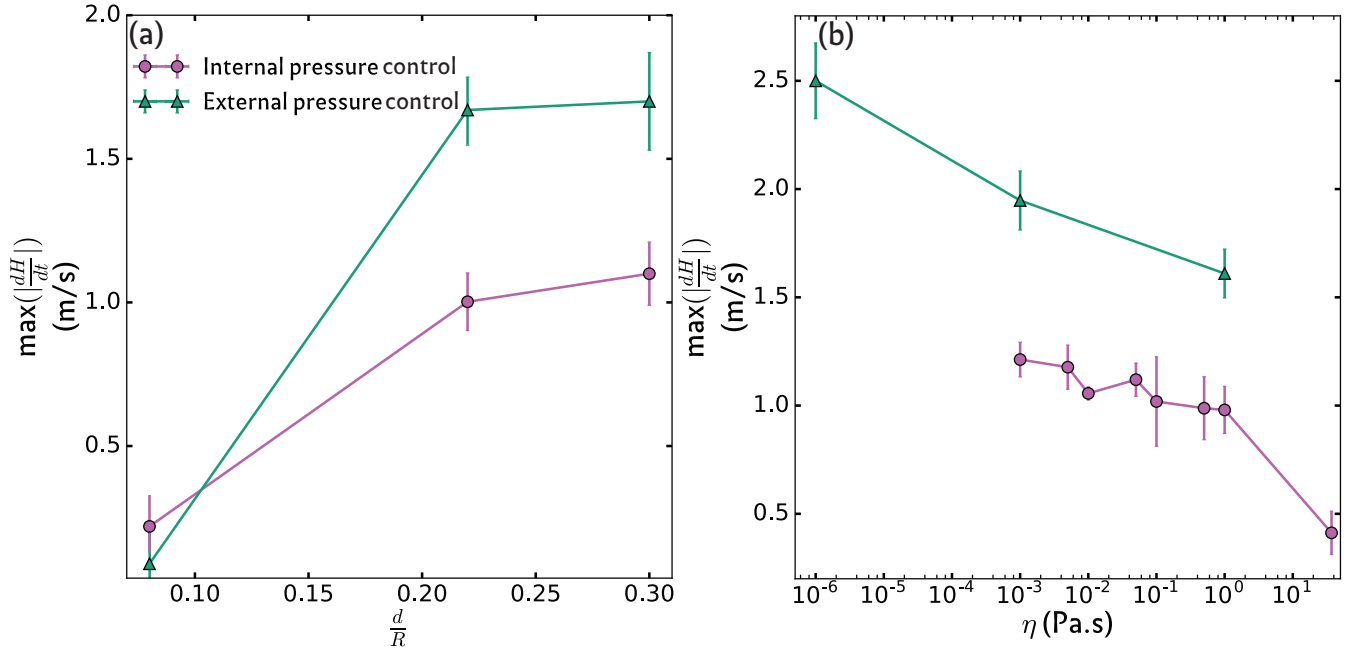 (a)
Internal pressure control
External pressure control
2.0
1.5
1.0
0.5
max(|dH/dt|)
(m/s)
0.10 0.15 0.20 0.25 0.30
d/R
(b)
2.5
2.0
1.5
1.0
0.5
max(|dH/dt|)
(m/s)
10⁻⁶ 10⁻⁵ 10⁻⁴ 10⁻³ 10⁻² 10⁻¹ 10⁰ 10¹
η (Pa.s)